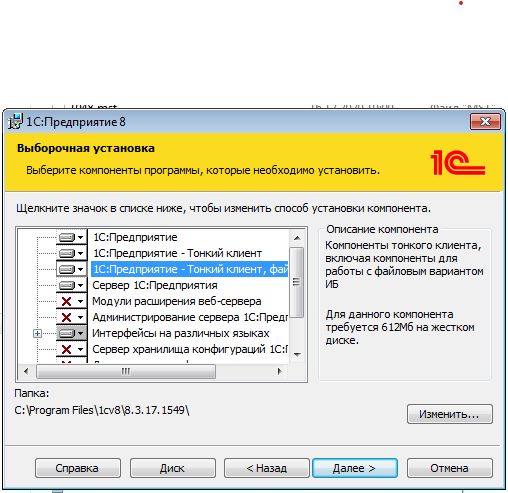 1С:Предприятие 8
Выборочная установка
Выберите компоненты программы, которые необходимо установить.
1С
Щелкните значок в списке ниже, чтобы изменить способ установки компонента.
1С:Предприятие
1С:Предприятие - Тонкий клиент
1С:Предприятие - Тонкий клиент, фай
Сервер 1С:Предприятия
Модули расширения веб-сервера
Администрирование сервера 1С:Пред
Интерфейсы на различных языках
Сервер хранилища конфигураций 1С:
Описание компонента
Компоненты тонкого клиента,
включая компоненты для
работы с файловым вариантом
ИБ
Для данного компонента
требуется 612Мб на жестком
диске.
Папка:
C:\Program Files\1cv8\8.3.17.1549\
Изменить...
Справка
Диск
< Назад
Далее >
Отмена